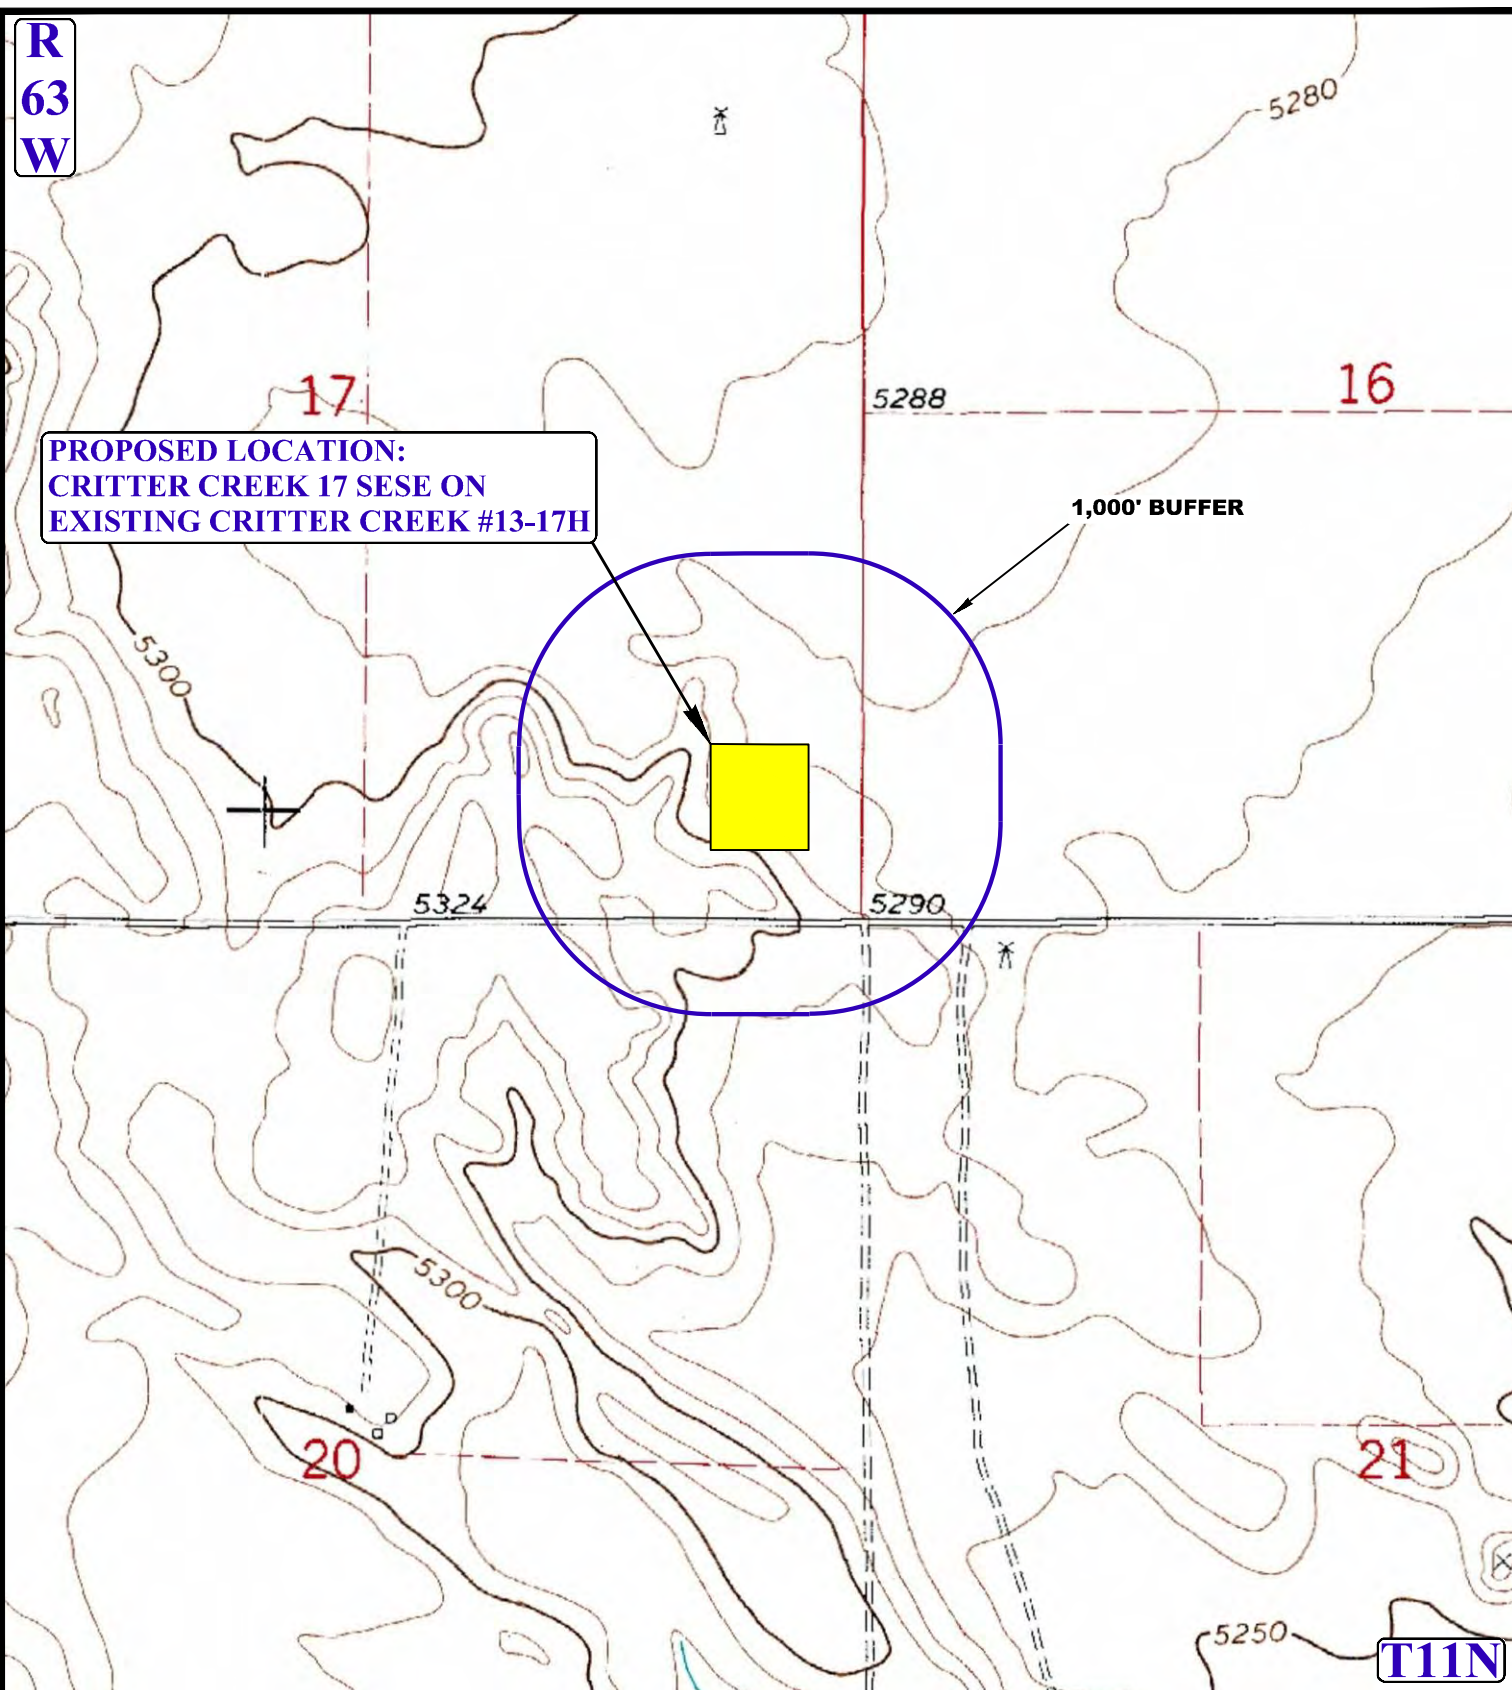 R
63
W
5280
17
16
5288
PROPOSED LOCATION:
CRITTER CREEK 17 SESE ON
EXISTING CRITTER CREEK #13-17H
1,000' BUFFER
5300
5324
5290
5300
20
21
5250
T11N